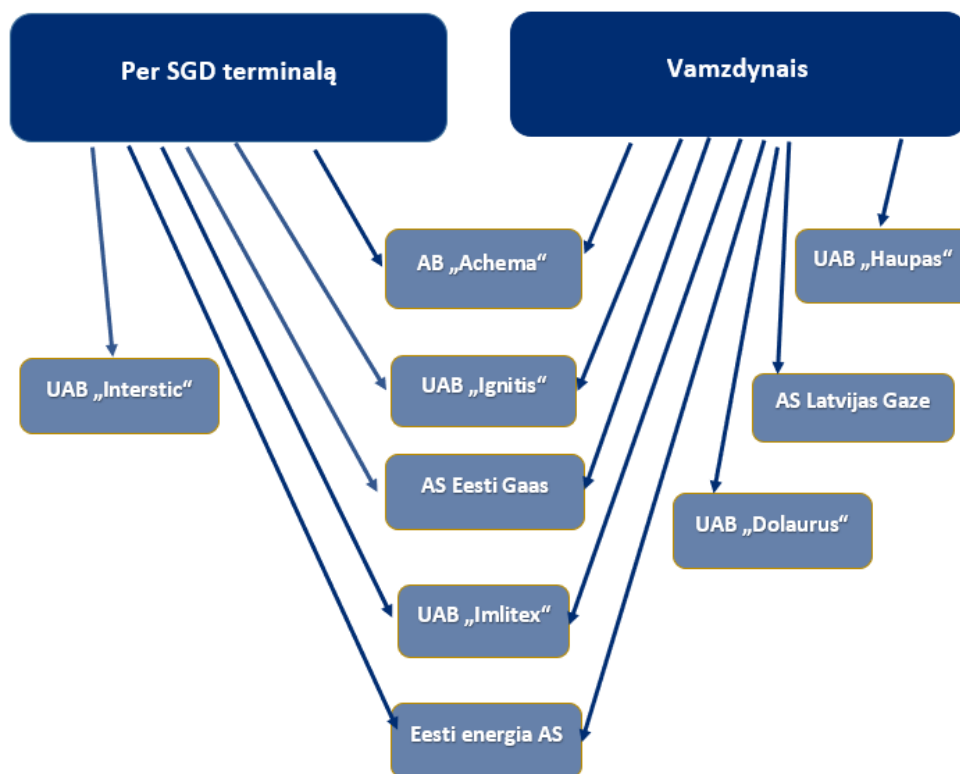 Per SGD terminalą
Vamzdynais
AB „Achema“
UAB „Haupas“
UAB „Interstic“
UAB „Ignitis“
AS Latvijas Gaze
AS Eesti Gaas
UAB „Dolaurus“
UAB „Imlitex“
Eesti energia AS